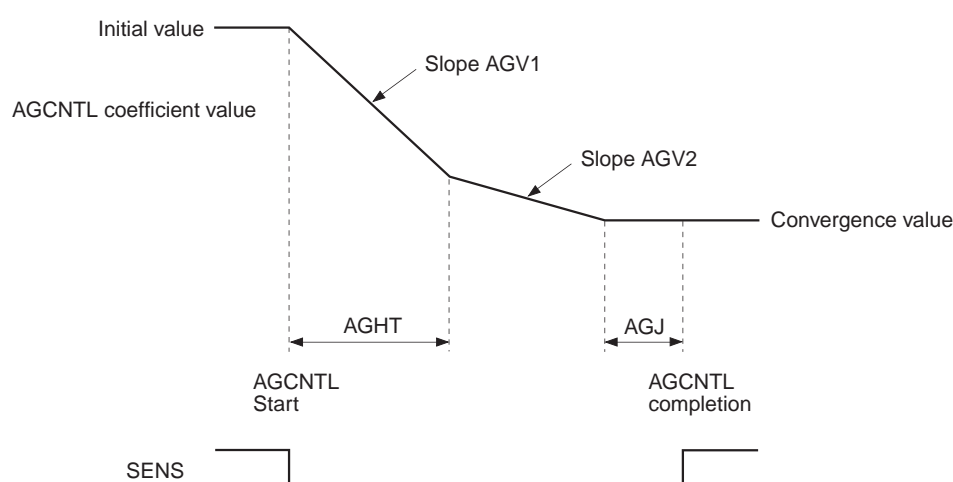 Initial value
Slope AGV1
AGCNTL coefficient value
Slope AGV2
Convergence value
AGHT
AGJ
AGCNTL
Start
AGCNTL
completion
SENS